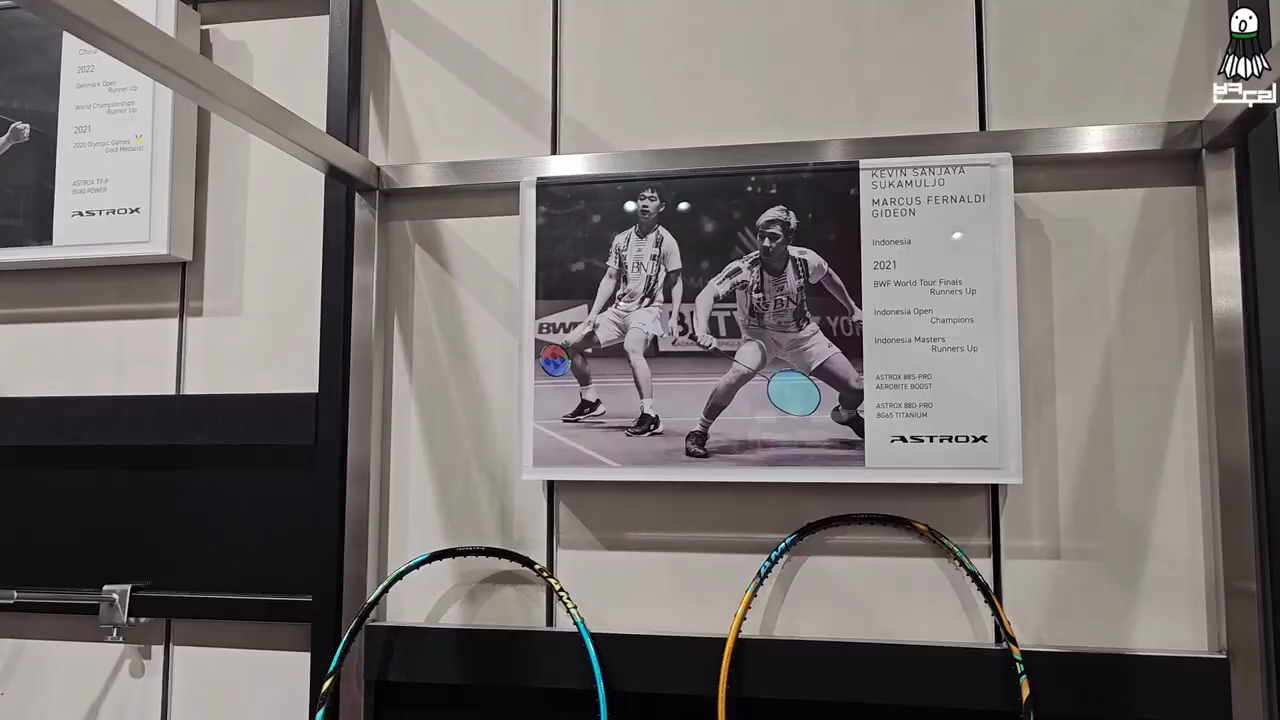 China
2022
Denmark Open
Runner Up
World Championships
Runner Up
2021
2020 Olympic Games
Gold Medalist
ASTROX 77-P
BG80 POWER
ASTROX
KEVIN SANJAYA
SUKAMULJO
MARCUS FERNALDI
GIDEON
Indonesia
2021
BWF World Tour Finals
Runners Up
Indonesia Open
Champions
Indonesia Masters
Runners Up
ASTROX 88S-PRO
AEROBITE BOOST
ASTROX 88D-PRO
BG65 TITANIUM
ASTROX
BNI
BNI
BWF